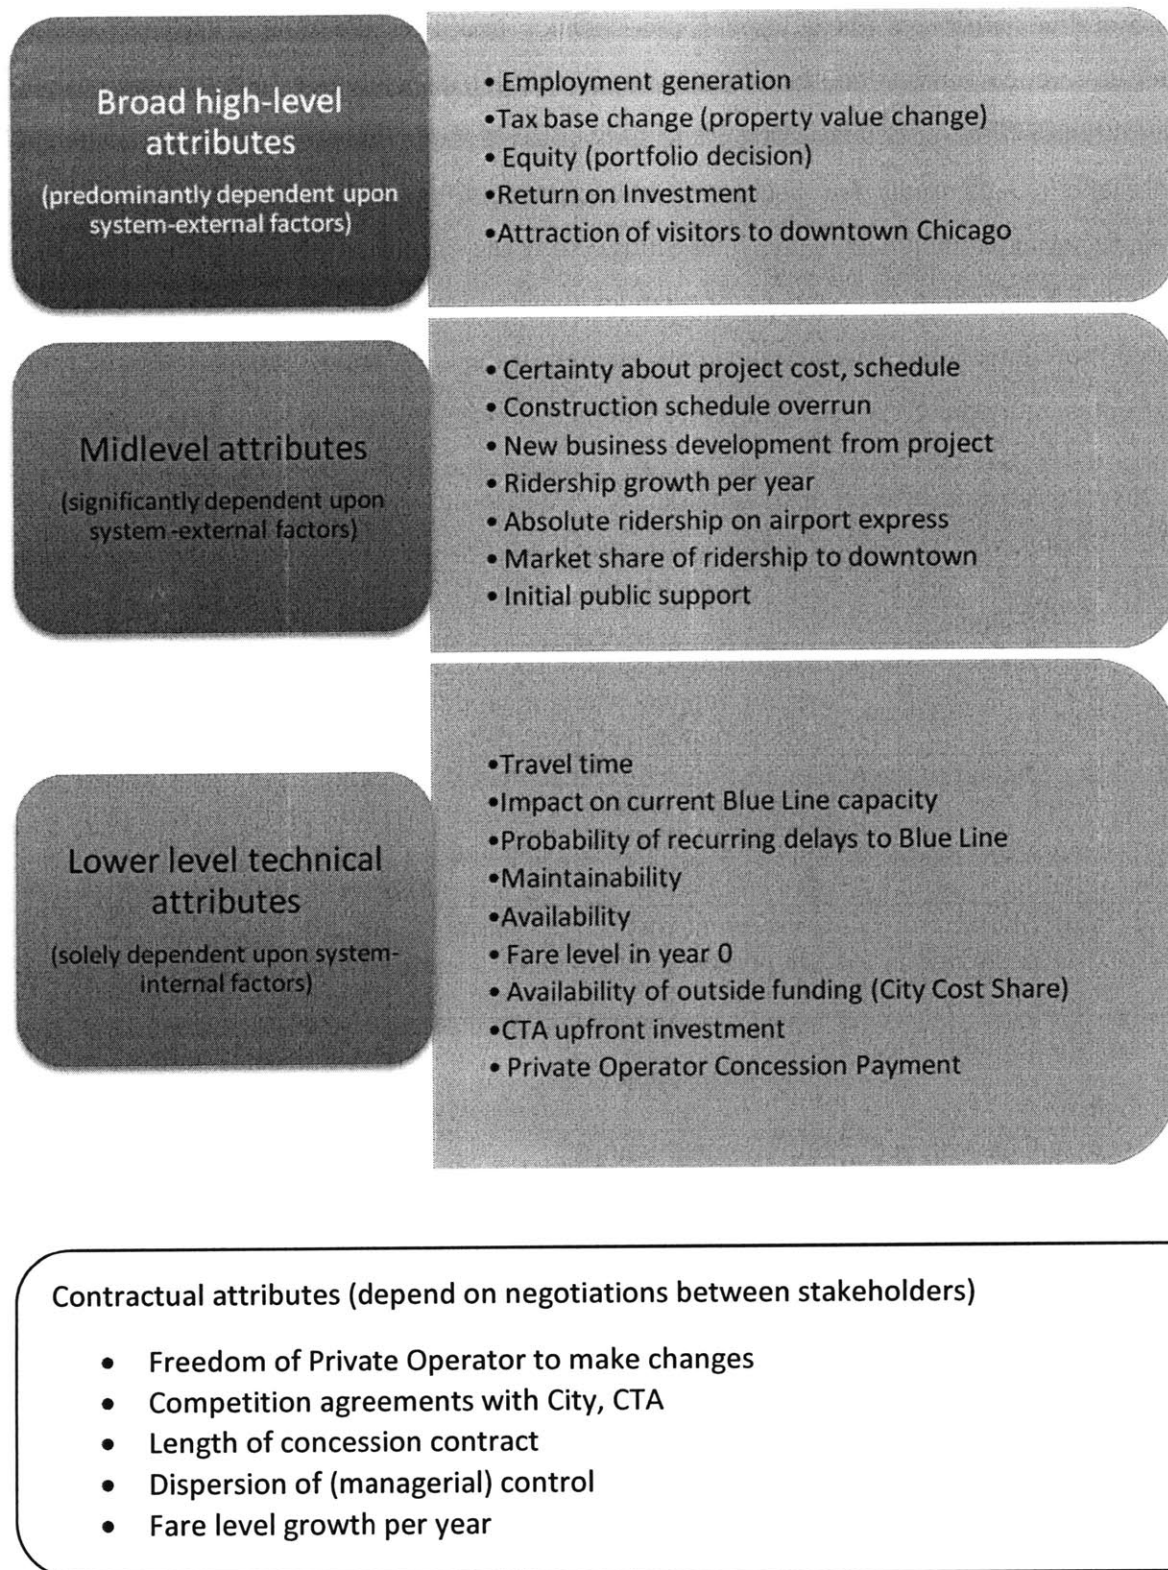 Broad high-level
attributes
(predominantly dependent upon
system-external factors)
• Employment generation
•Tax base change (property value change)
• Equity (portfolio decision)
•Return on Investment
•Attraction of visitors to downtown Chicago
Midlevel attributes
(significantly dependent upon
system-external factors)
• Certainty about project cost, schedule
• Construction schedule overrun
• New business development from project
• Ridership growth per year
• Absolute ridership on airport express
• Market share of ridership to downtown
• Initial public support
Lower level technical
attributes
(solely dependent upon system-
internal factors)
•Travel time
•Impact on current Blue Line capacity
•Probability of recurring delays to Blue Line
•Maintainability
•Availability
• Fare level in year 0
• Availability of outside funding (City Cost Share)
•CTA upfront investment
• Private Operator Concession Payment
Contractual attributes (depend on negotiations between stakeholders)
• Freedom of Private Operator to make changes
• Competition agreements with City, CTA
• Length of concession contract
• Dispersion of (managerial) control
• Fare level growth per year